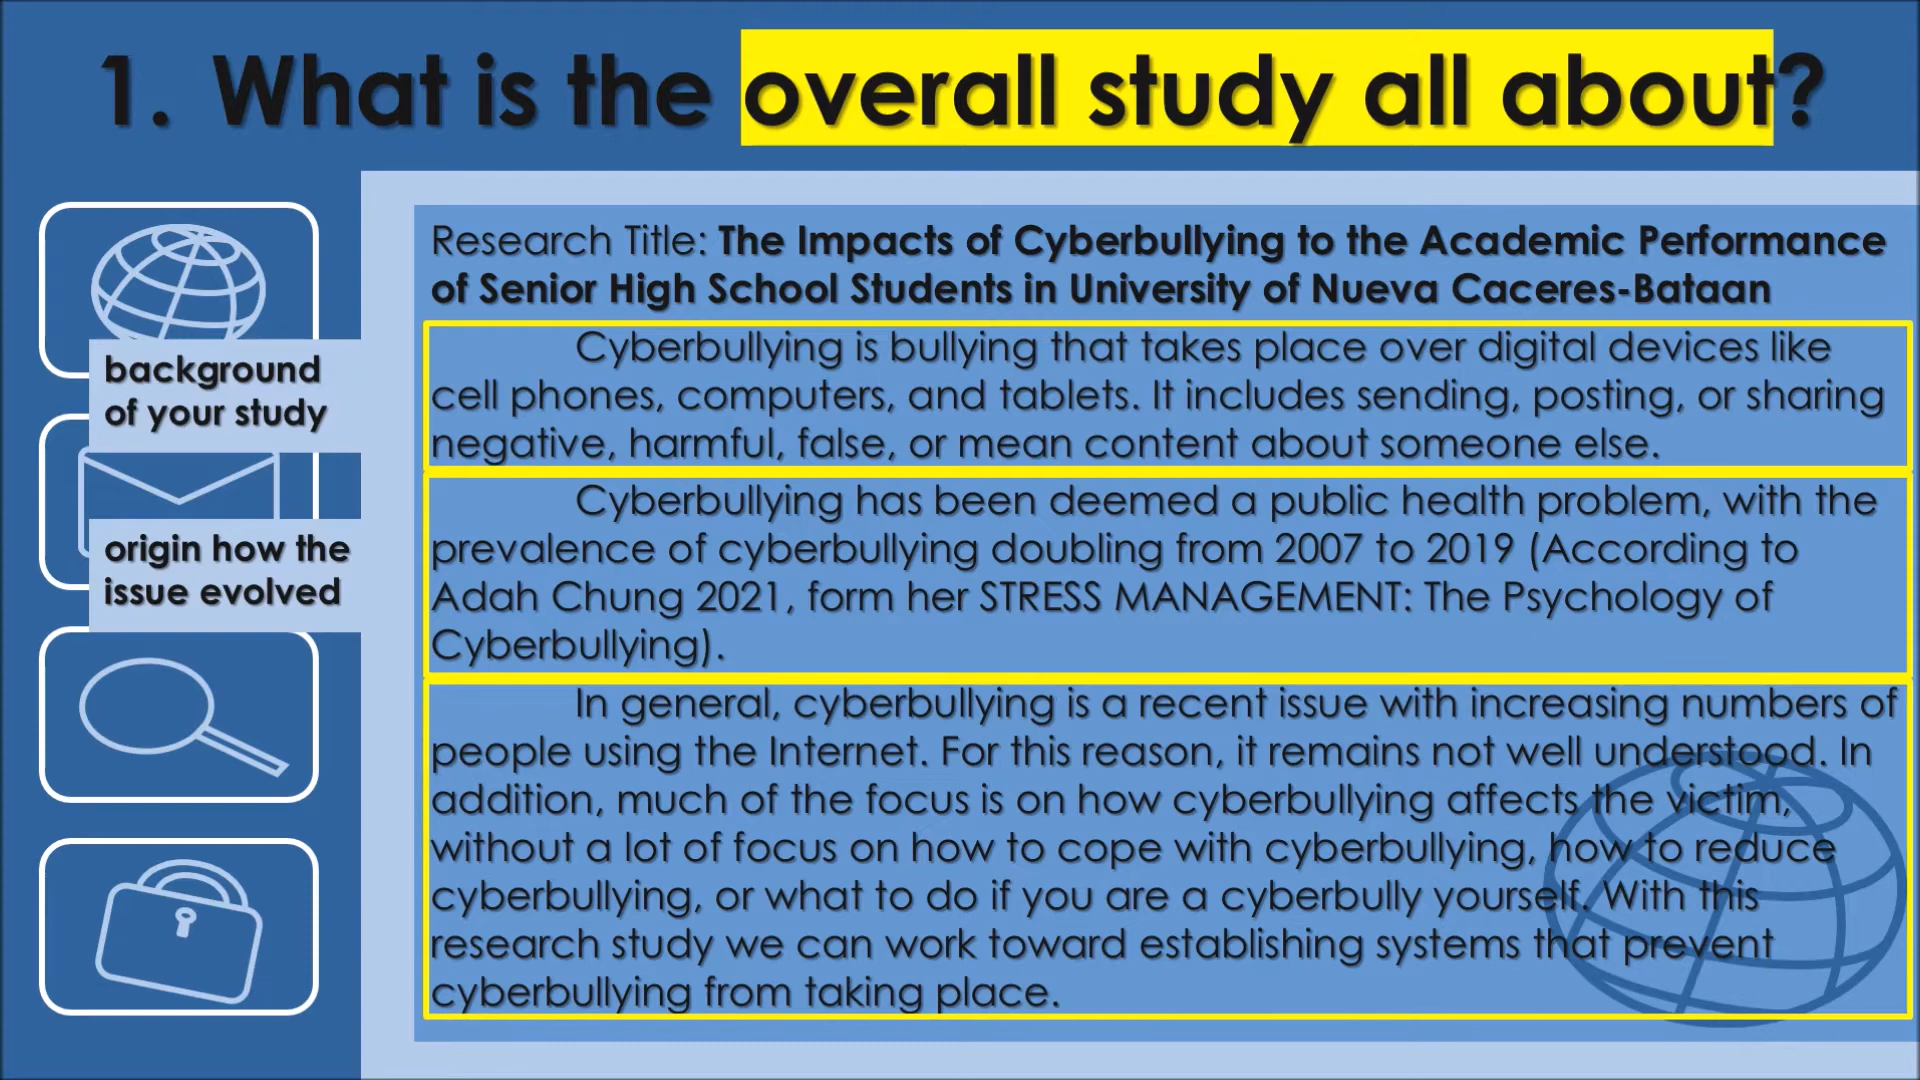 1. What is the overall study all about?
background
of your study
origin how the
issue evolved
Research Title: The Impacts of Cyberbullying to the Academic Performance
of Senior High School Students in University of Nueva Caceres-Bataan
Cyberbullying is bullying that takes place over digital devices like
cell phones, computers, and tablets. It includes sending, posting, or sharing
negative, harmful, false, or mean content about someone else.
Cyberbullying has been deemed a public health problem, with the
prevalence of cyberbullying doubling from 2007 to 2019 (According to
Adah Chung 2021, form her STRESS MANAGEMENT: The Psychology of
Cyberbullying).
In general, cyberbullying is a recent issue with increasing numbers of
people using the Internet. For this reason, it remains not well understood. In
addition, much of the focus is on how cyberbullying affects the victim,
without a lot of focus on how to cope with cyberbullying, how to reduce
cyberbullying, or what to do if you are a cyberbully yourself. With this
research study we can work toward establishing systems that prevent
cyberbullying from taking place.